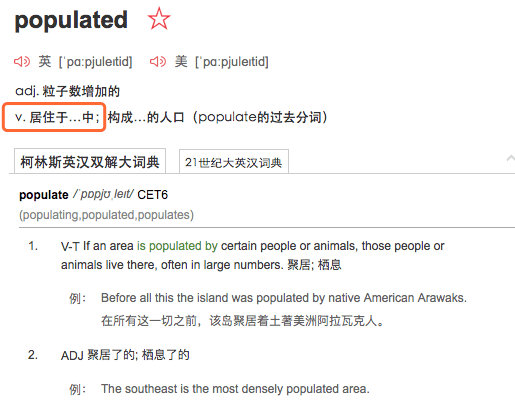 populated
英 [ˈpɑːpjuleɪtɪd] 美 [ˈpɑːpjuleɪtɪd]
adj. 粒子数增加的
v. 居住于…中; 构成…的人口（populate的过去分词）
柯林斯英汉双解大词典 21世纪大英汉词典
populate /ˈpɒpjʊˌleɪt/ CET6
(populating,populated,populates)
1. V-T If an area is populated by certain people or animals, those people or
animals live there, often in large numbers. 聚居; 栖息
例： Before all this the island was populated by native American Arawaks.
在所有这一切之前，该岛聚居着土著美洲阿拉瓦克人。
2. ADJ 聚居了的; 栖息了的
例： The southeast is the most densely populated area.